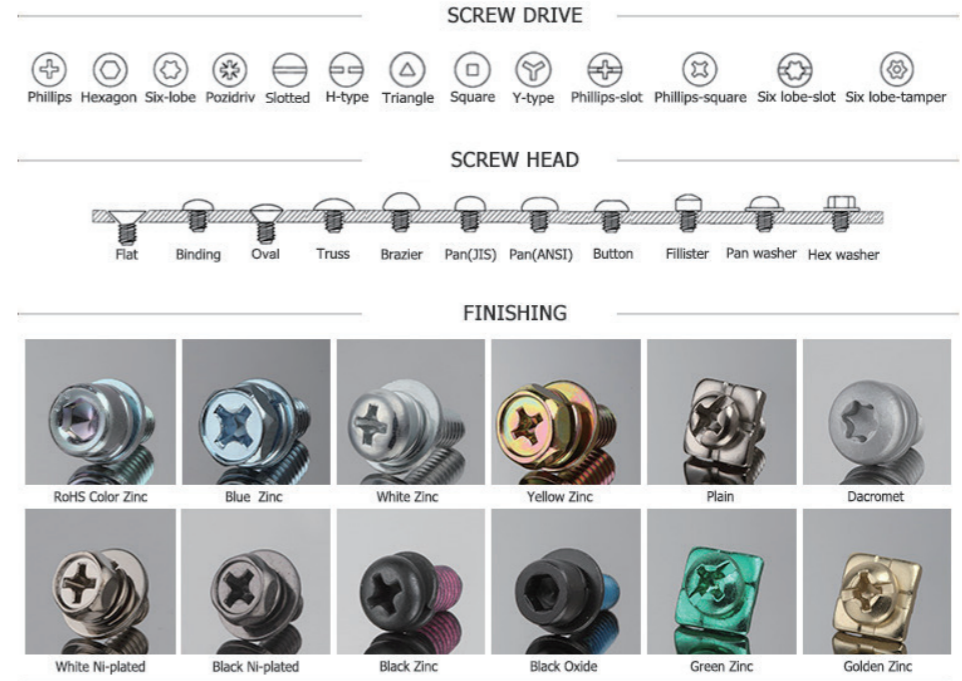 SCREW DRIVE
Phillips Hexagon Six-lobe Pozidriv Slotted H-type Triangle Square Y-type Phillips-slot Phillips-square Six lobe-slot Six lobe-tamper
SCREW HEAD
Flat Binding Oval Truss Brazier Pan(JIS) Pan(ANSI) Button Fillister Pan washer Hex washer
FINISHING
RoHS Color Zinc Blue Zinc White Zinc Yellow Zinc Plain Dacromet
White Ni-plated Black Ni-plated Black Zinc Black Oxide Green Zinc Golden Zinc